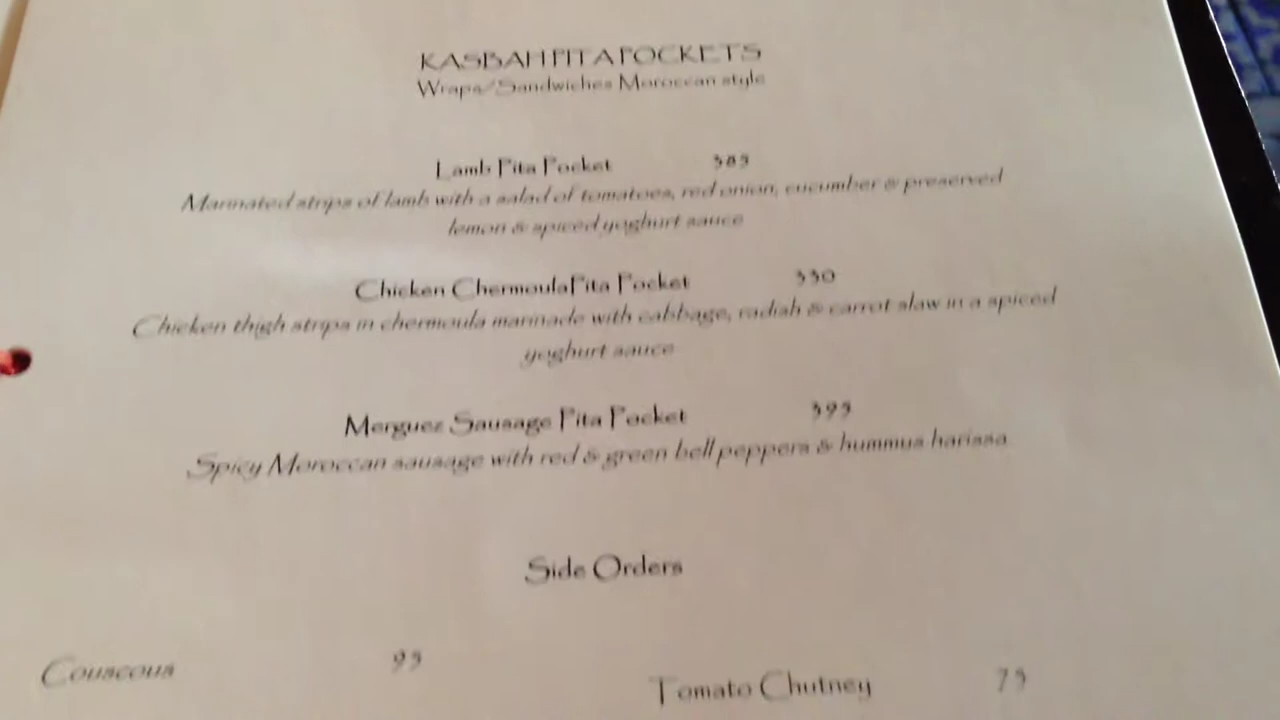 KASBAH PITA POCKETS
Wraps/Sandwiches Moroccan style
Lamb Pita Pocket 385
Marinated strips of lamb with a salad of tomatoes, red onion, cucumber & preserved
lemon & spiced yoghurt sauce
Chicken Chermoula Pita Pocket 330
Chicken thigh strips in chermoula marinade with cabbage, radish & carrot slaw in a spiced
yoghurt sauce
Merguez Sausage Pita Pocket 395
Spicy Moroccan sausage with red & green bell peppers & hummus harissa
Side Orders
Couscous 95
Tomato Chutney 75